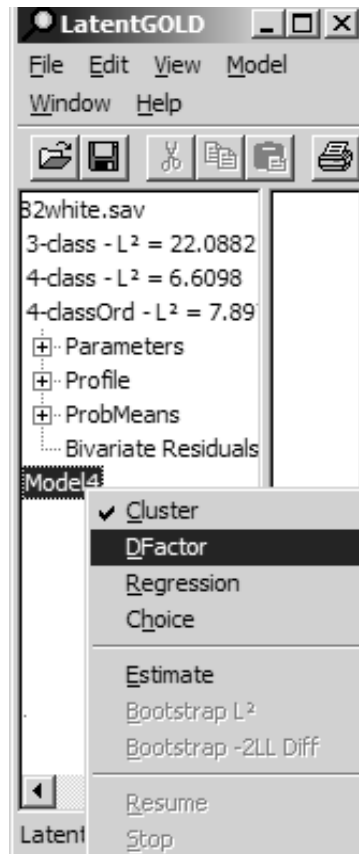 LatentGOLD
File Edit View Model
Window Help
32white.sav
3-class - L² = 22.0882
4-class - L² = 6.6098
4-classOrd - L² = 7.89
Parameters
Profile
ProbMeans
Bivariate Residuals
Model4
Cluster
DFactor
Regression
Choice
Estimate
Bootstrap L²
Bootstrap -2LL Diff
Resume
Latent
Stop